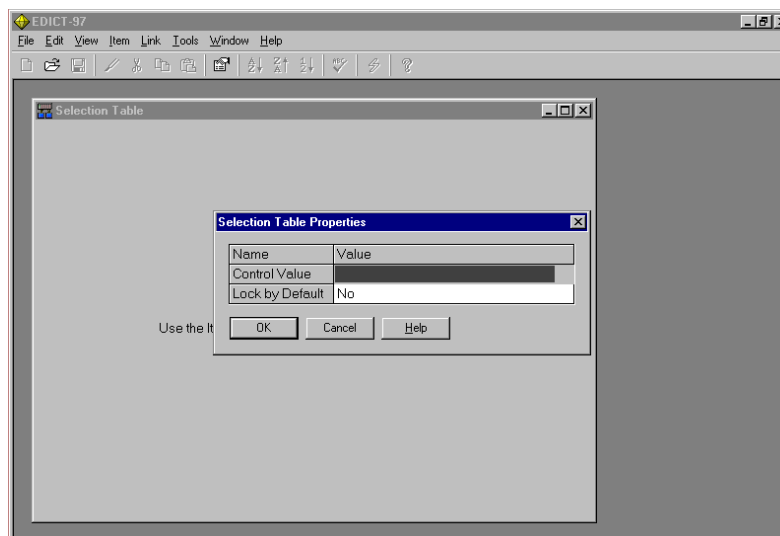 EDICT-97
File Edit View Item Link Tools Window Help
Selection Table
Selection Table Properties
Name Value
Control Value
Lock by Default No
Use the It
OK Cancel Help